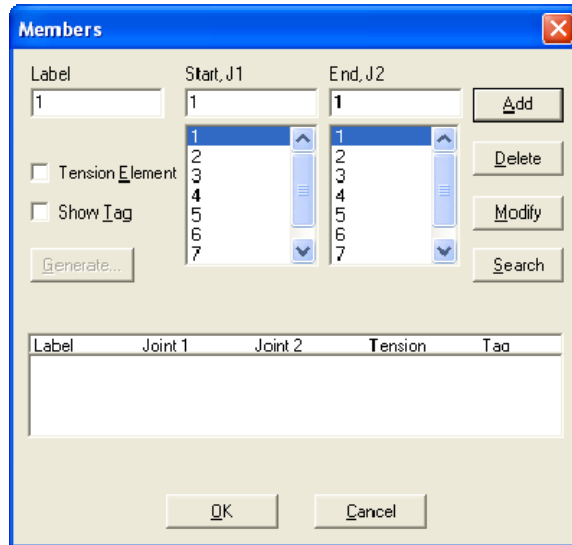 Members
Label Start, J1 End, J2
1 1 1 Add
1 1
2 2 Delete
Tension Element 3 3
4 4
Show Tag 5 5 Modify
6 6
Generate... 7 7 Search
Label Joint 1 Joint 2 Tension Tag
OK Cancel